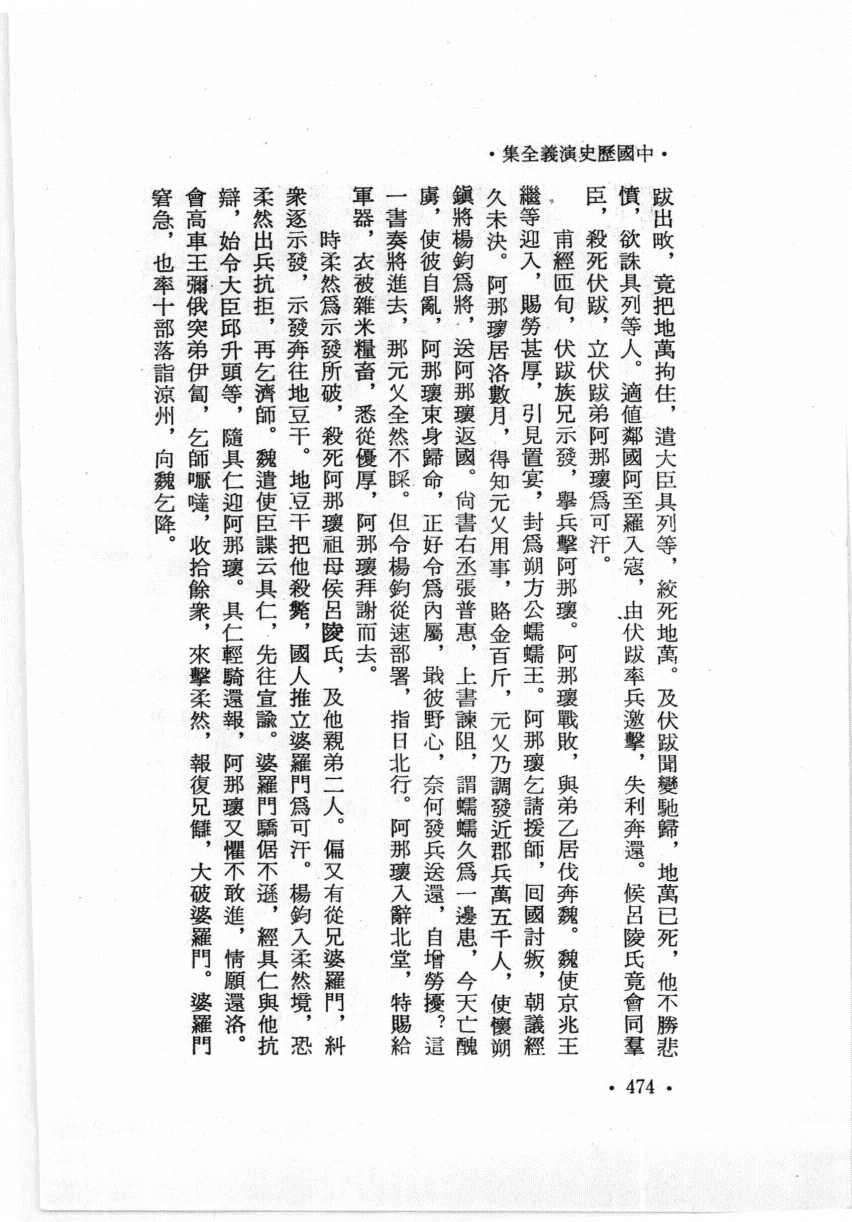 •中國歷史演義全集•
跋出畋，竟把地萬拘住，遣大臣具列等，絞死地萬。及伏跋聞變馳歸，地萬已死，他不勝悲
憤，欲誅具列等人。適值鄰國阿至羅入寇，由伏跋率兵邀擊，失利奔還。候呂陵氏竟會同羣
臣，殺死伏跋，立伏跋弟阿那瓌爲可汗。
甫經匝旬，伏跋族兄示發，舉兵擊阿那瓌。阿那瓌戰敗，與弟乙居伐奔魏。魏使京兆王
繼等迎入，賜勞甚厚，引見置宴，封爲朔方公蠕蠕王。阿那瓌乞請援師，回國討叛，朝議經
久未決。阿那瓌居洛數月，得知元乂用事，賂金百斤，元乂乃調發近郡兵萬五千人，使懷朔
鎭將楊鈞爲將，送阿那瓌返國。尙書右丞張普惠，上書諫阻，謂蠕蠕久爲一邊患，今天亡醜
虜，使彼自亂，阿那瓌束身歸命，正好令爲內屬，戢彼野心，奈何發兵送還，自增勞擾？這
一書奏將進去，那元乂全然不睬。但令楊鈞從速部署，指日北行。阿那瓌入辭北堂，特賜給
軍器，衣被雜米糧畜，悉從優厚，阿那瓌拜謝而去。
時柔然爲示發所破，殺死阿那瓌祖母侯呂陵氏，及他親弟二人。偏又有從兄婆羅門，糾
衆逐示發，示發奔往地豆干。地豆干把他殺斃，國人推立婆羅門爲可汗。楊鈞入柔然境，恐
柔然出兵抗拒，再乞濟師。魏遣使臣諜云具仁，先往宣諭。婆羅門驕倨不遜，經具仁與他抗
辯，始令大臣邱升頭等，隨具仁迎阿那瓌。具仁輕騎還報，阿那瓌又懼不敢進，情願還洛。
會高車王彌俄突弟伊匐，乞師嚈噠，收拾餘衆，來擊柔然，報復兄讎，大破婆羅門。婆羅門
窘急，也率十部落詣涼州，向魏乞降。
•474•